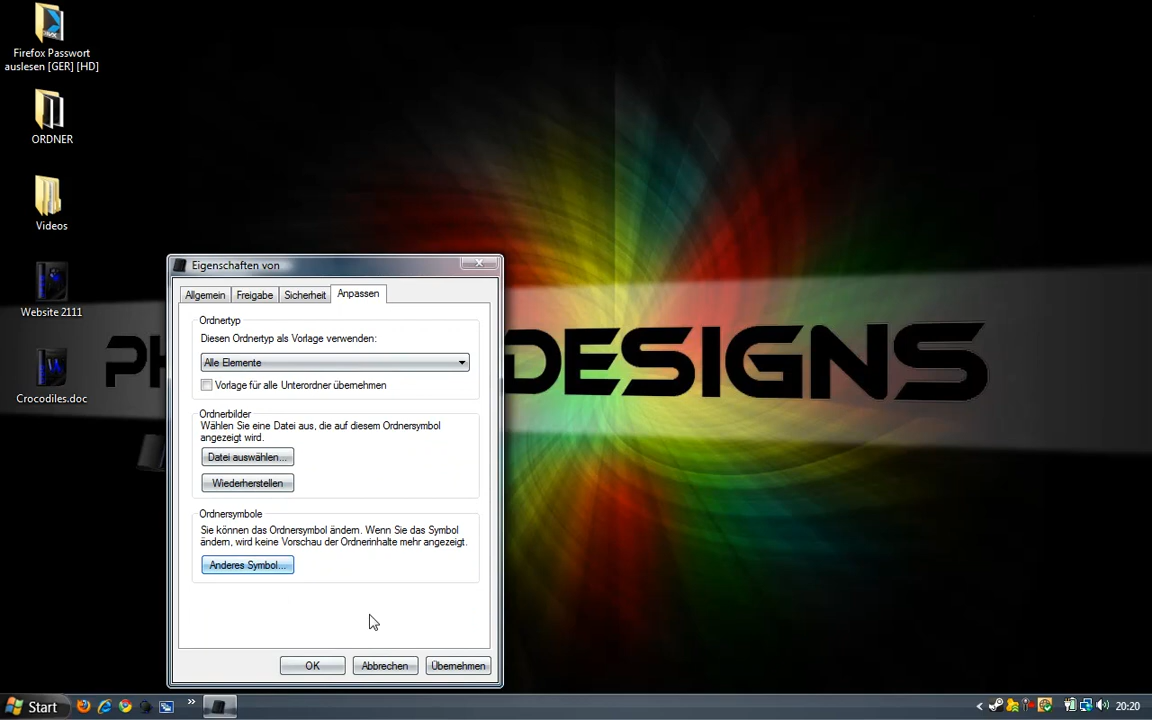 Firefox Passwort
auslesen [GER] [HD]
ORDNER
Videos
Website 2111
Crocodiles.doc
DESIGNS
Eigenschaften von
Allgemein
Freigabe
Sicherheit
Anpassen
Ordnertyp
Diesen Ordnertyp als Vorlage verwenden:
Alle Elemente
Vorlage für alle Unterordner übernehmen
Ordnerbilder
Wählen Sie eine Datei aus, die auf diesem Ordnersymbol
angezeigt wird.
Datei auswählen...
Wiederherstellen
Ordnersymbole
Sie können das Ordnersymbol ändern. Wenn Sie das Symbol
ändern, wird keine Vorschau der Ordnerinhalte mehr angezeigt.
Anderes Symbol...
OK
Abbrechen
Übernehmen
Start
20:20